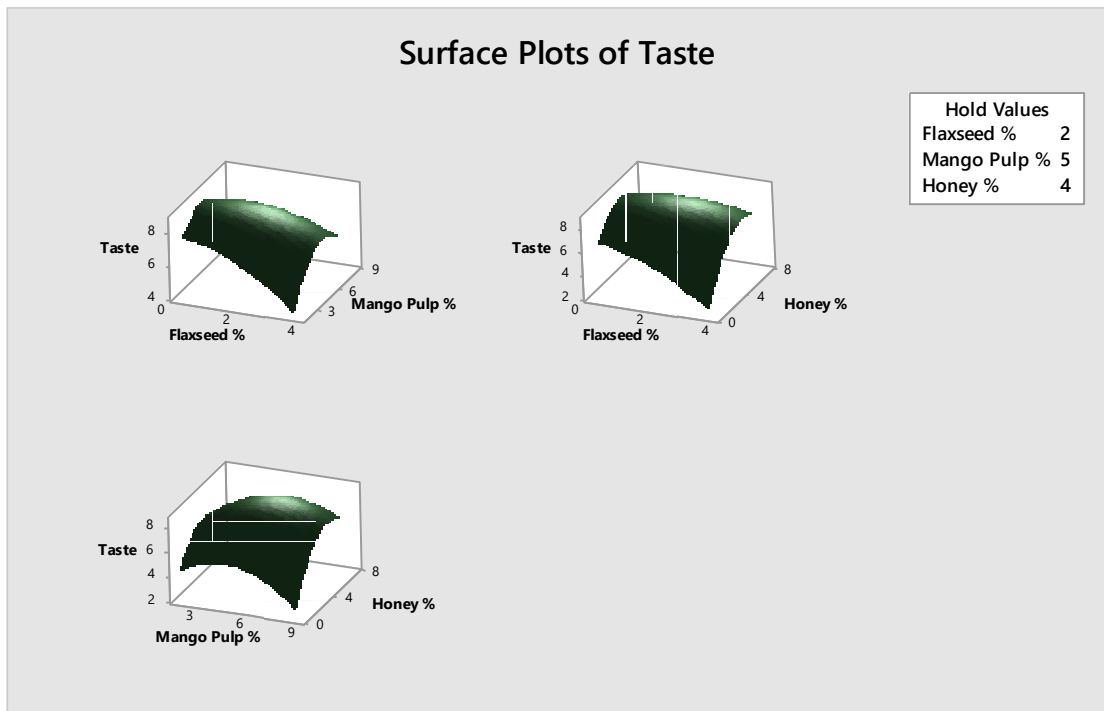 Surface Plots of Taste
Hold Values
Flaxseed % 2
Mango Pulp % 5
Honey % 4
8
6
4
Taste
0
2
4
Flaxseed %
3
6
9
Mango Pulp %
8
6
4
2
Taste
0
2
4
Flaxseed %
0
4
8
Honey %
8
6
4
2
Taste
3
6
9
Mango Pulp %
0
4
8
Honey %